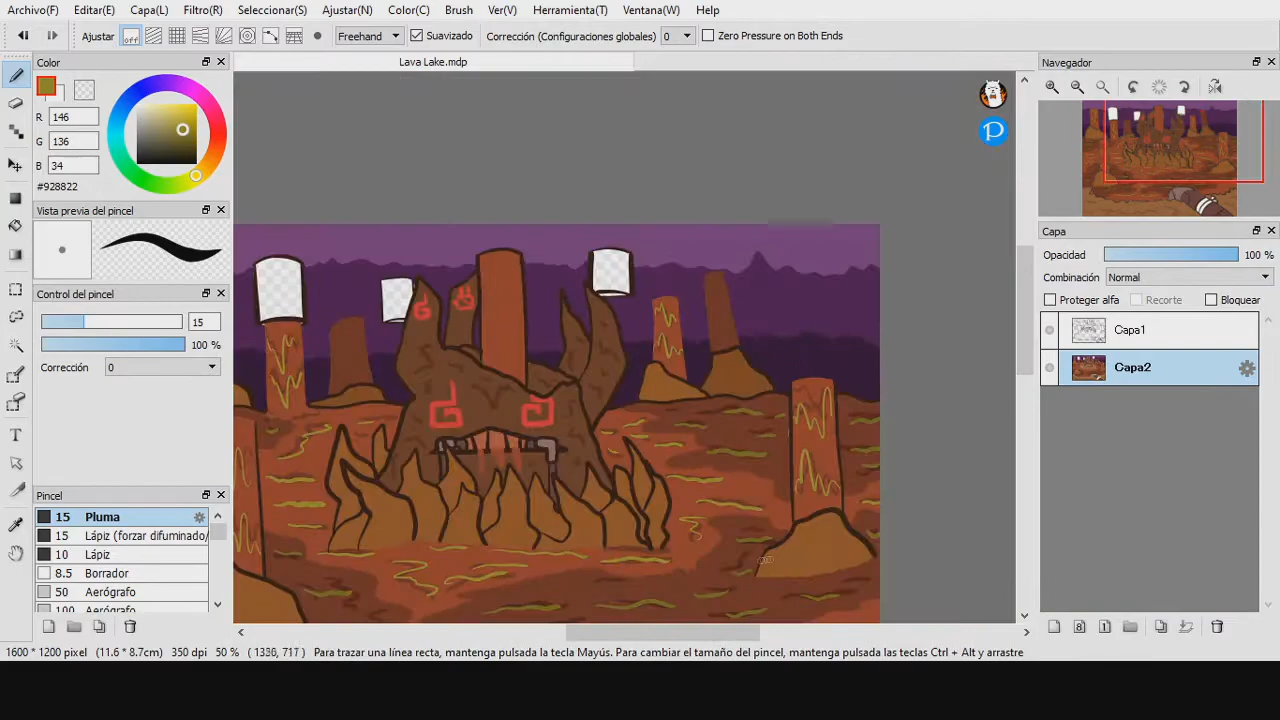 Archivo(F) Editar(E) Capa(L) Filtro(R) Seleccionar(S) Ajustar(N) Color(C) Brush Ver(V) Herramienta(T) Ventana(W) Help
Ajustar off Freehand Suavizado Corrección (Configuraciones globales) 0 Zero Pressure on Both Ends
Color
Lava Lake.mdp
Navegador
R 146
G 136
B 34
#928822
Vista previa del pincel
Control del pincel
15
100 %
Corrección 0
Pincel
15 Pluma
15 Lápiz (forzar difuminado/
10 Lápiz
8.5 Borrador
50 Aerógrafo
100 Aerógrafo
Capa
Opacidad 100 %
Combinación Normal
Proteger alfa Recorte Bloquear
Capa1
Capa2
1600 * 1200 pixel (11.6 * 8.7cm) 350 dpi 50 % ( 1336, 717 ) Para trazar una línea recta, mantenga pulsada la tecla Mayús. Para cambiar el tamaño del pincel, mantenga pulsadas las teclas Ctrl + Alt y arrastre